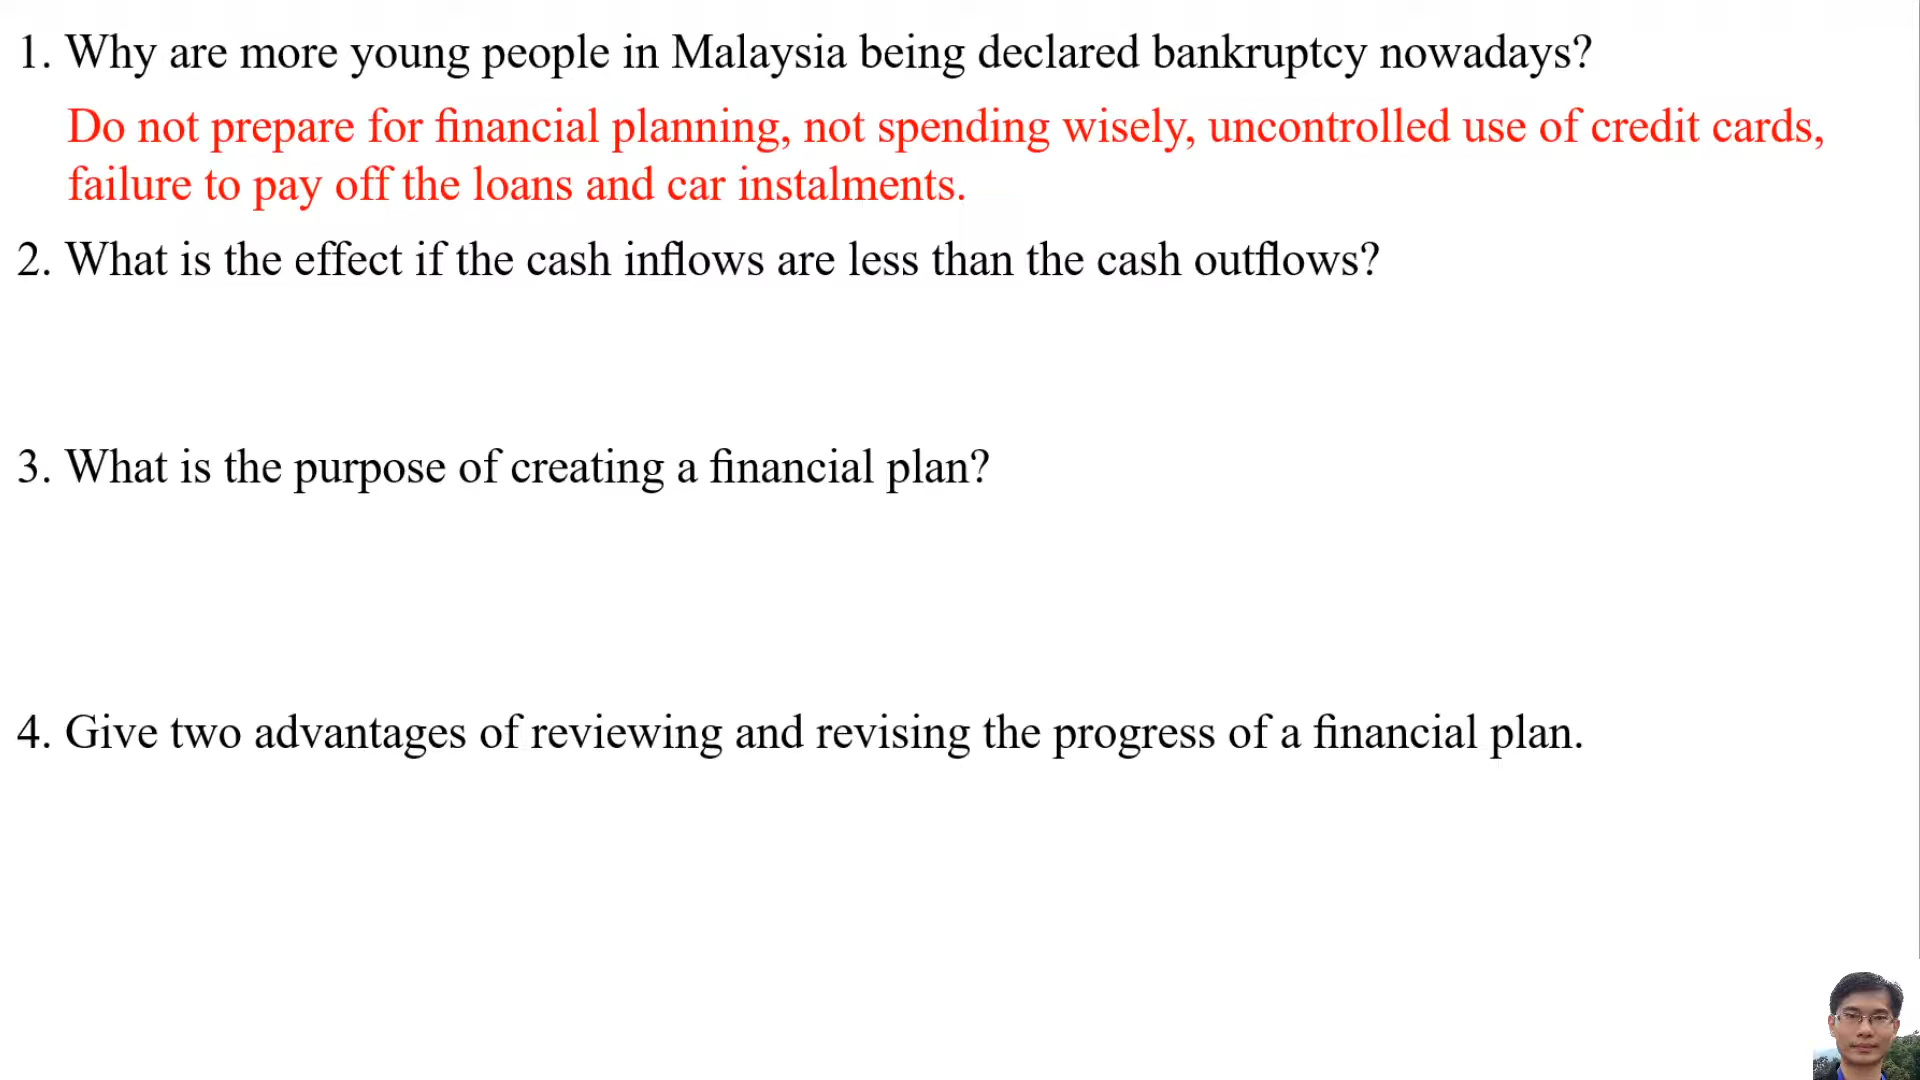 1. Why are more young people in Malaysia being declared bankruptcy nowadays?
Do not prepare for financial planning, not spending wisely, uncontrolled use of credit cards,
failure to pay off the loans and car instalments.
2. What is the effect if the cash inflows are less than the cash outflows?
3. What is the purpose of creating a financial plan?
4. Give two advantages of reviewing and revising the progress of a financial plan.